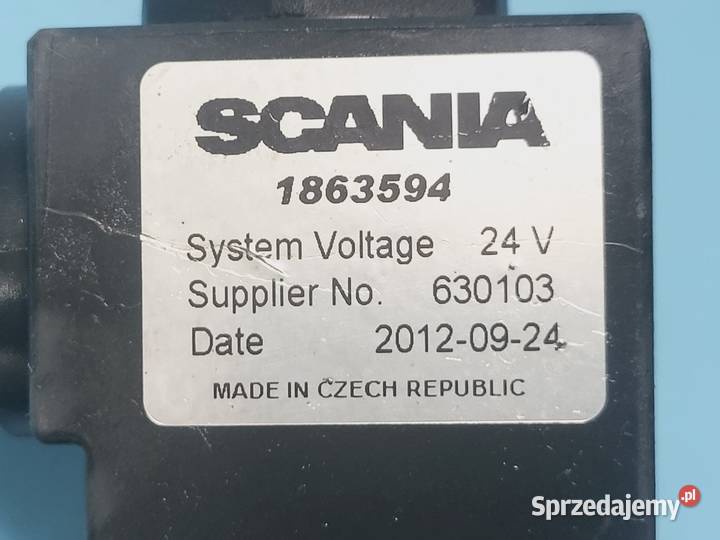 SCANIA
1863594
System Voltage 24 V
Supplier No. 630103
Date 2012-09-24
MADE IN CZECH REPUBLIC
Sprzedajemy.pl